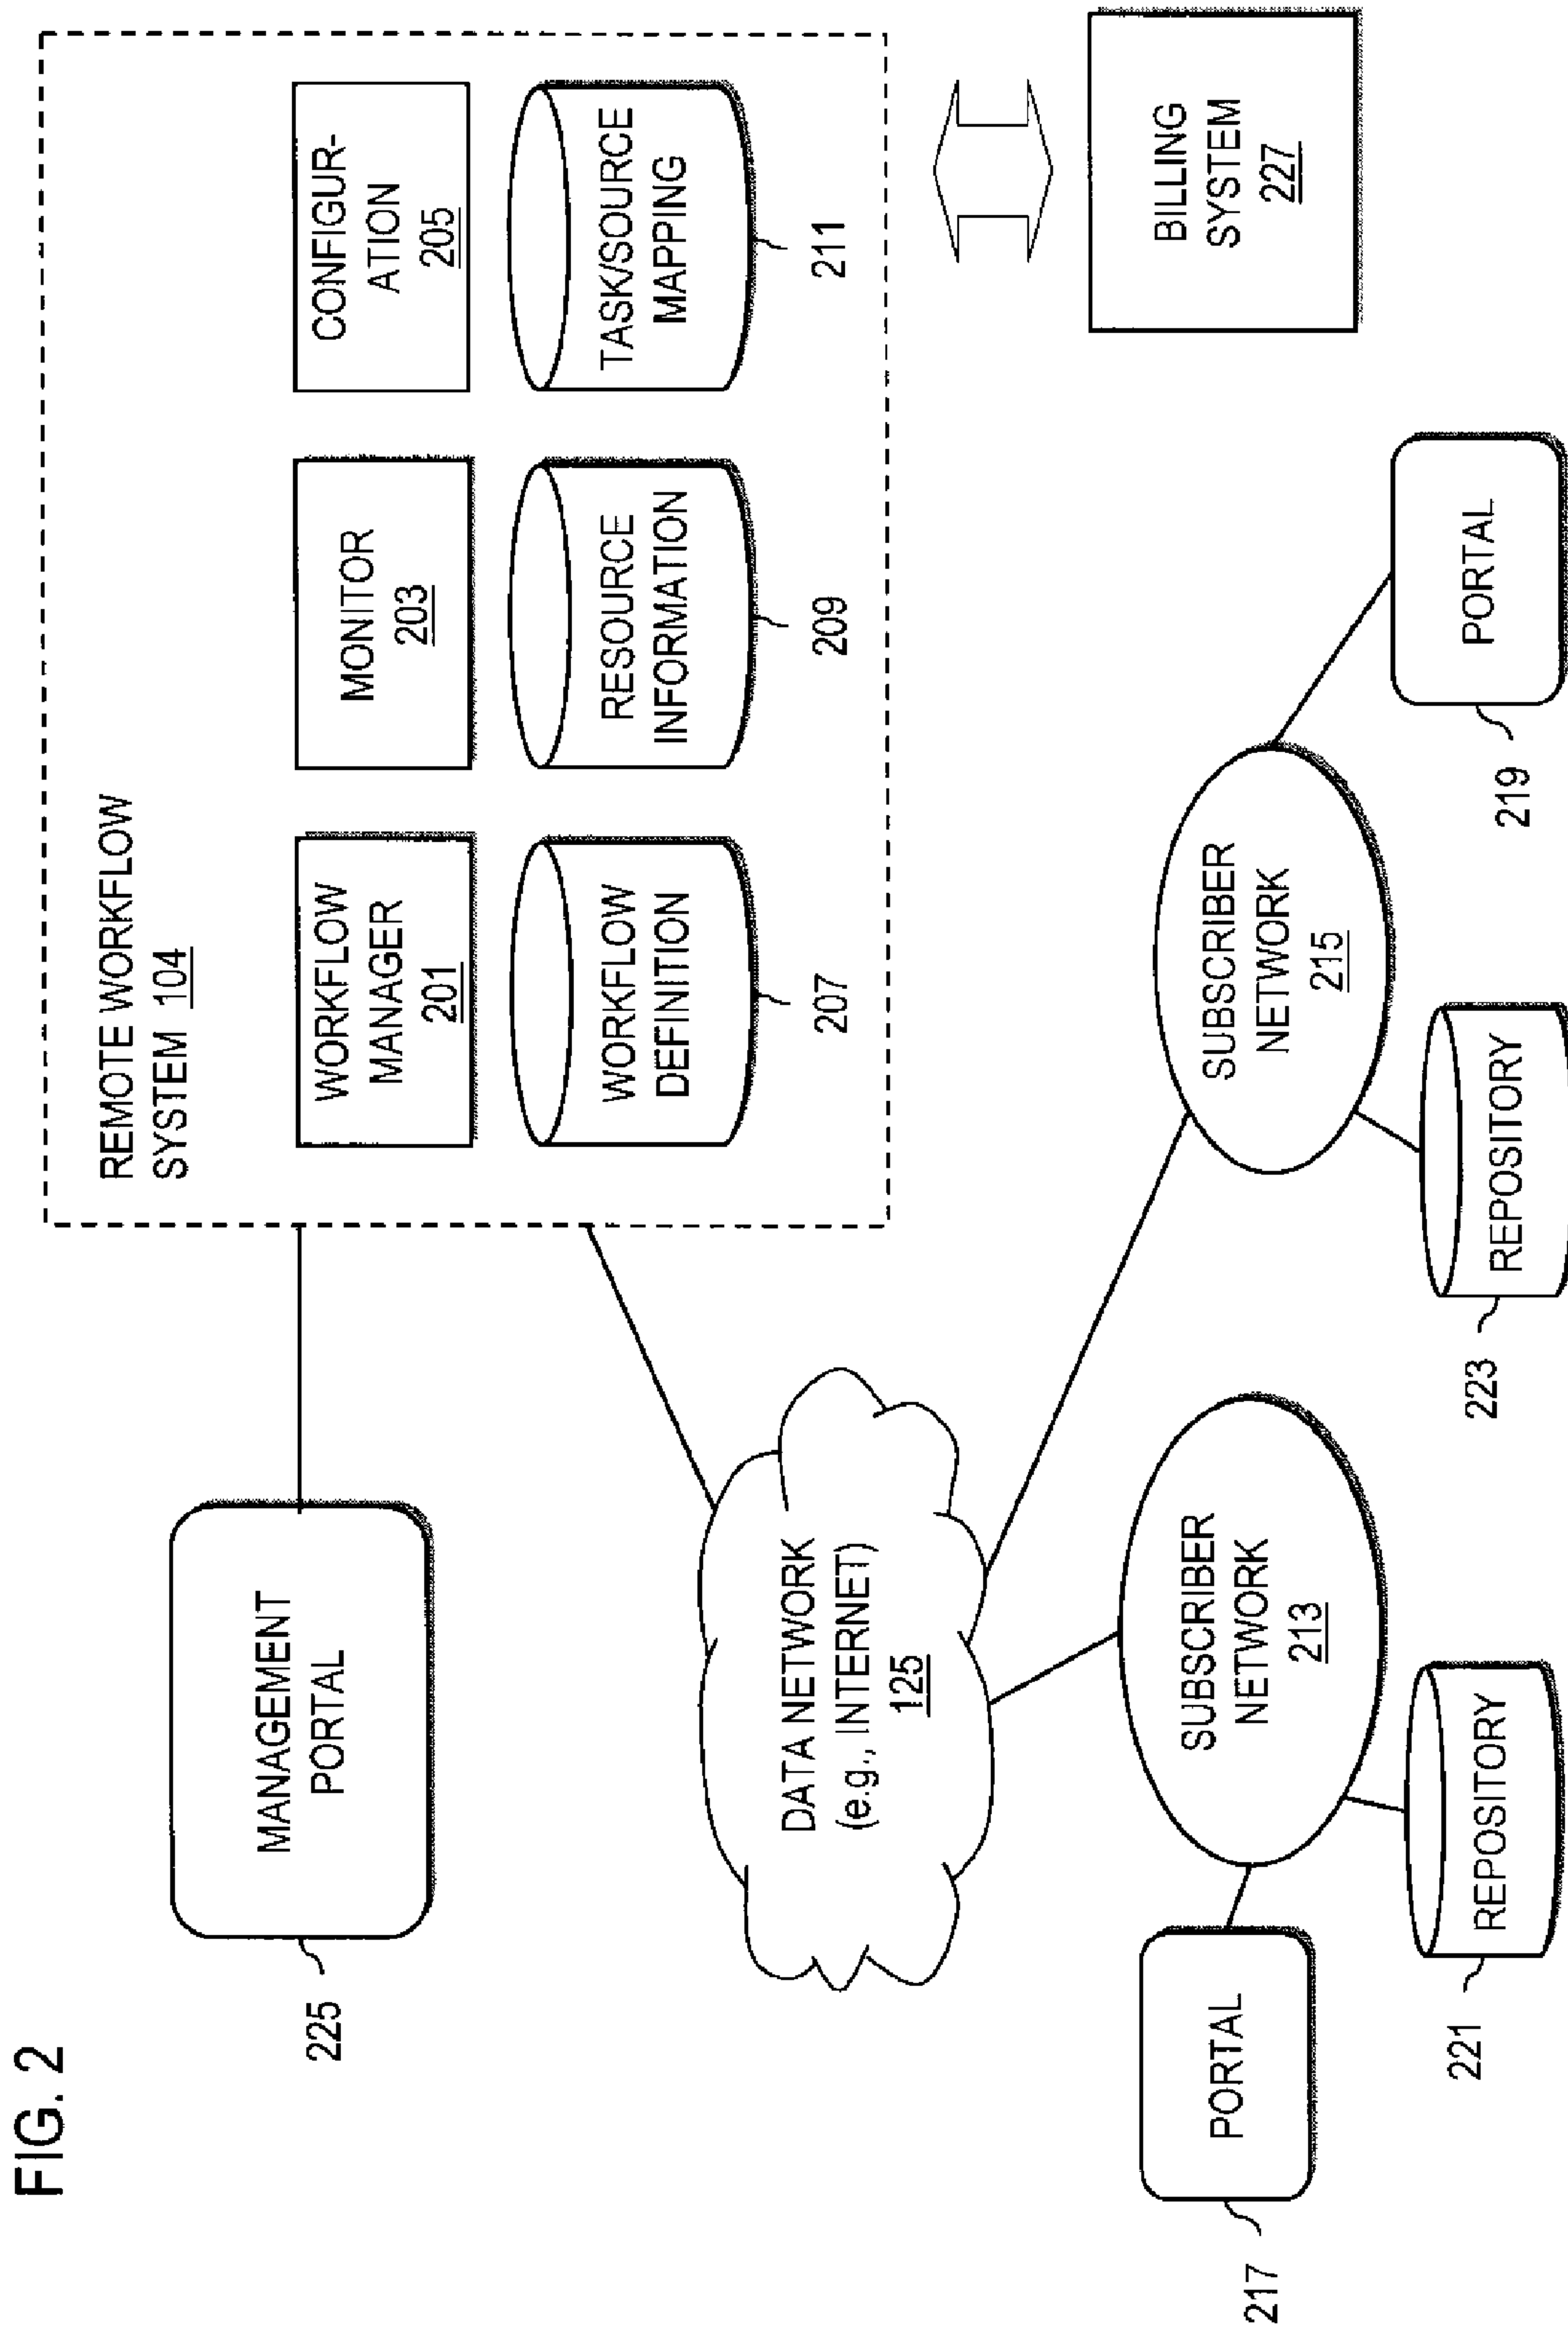 FIG. 2
225
MANAGEMENT
PORTAL
REMOTE WORKFLOW
SYSTEM 104
WORKFLOW
MANAGER
201
MONITOR
203
CONFIGUR-
ATION
205
WORKFLOW
DEFINITION
207
RESOURCE
INFORMATION
209
TASK/SOURCE
MAPPING
211
DATA NETWORK
(e.g., INTERNET)
125
BILLING
SYSTEM
227
217
PORTAL
SUBSCRIBER
NETWORK
213
221
REPOSITORY
SUBSCRIBER
NETWORK
215
223
REPOSITORY
219
PORTAL